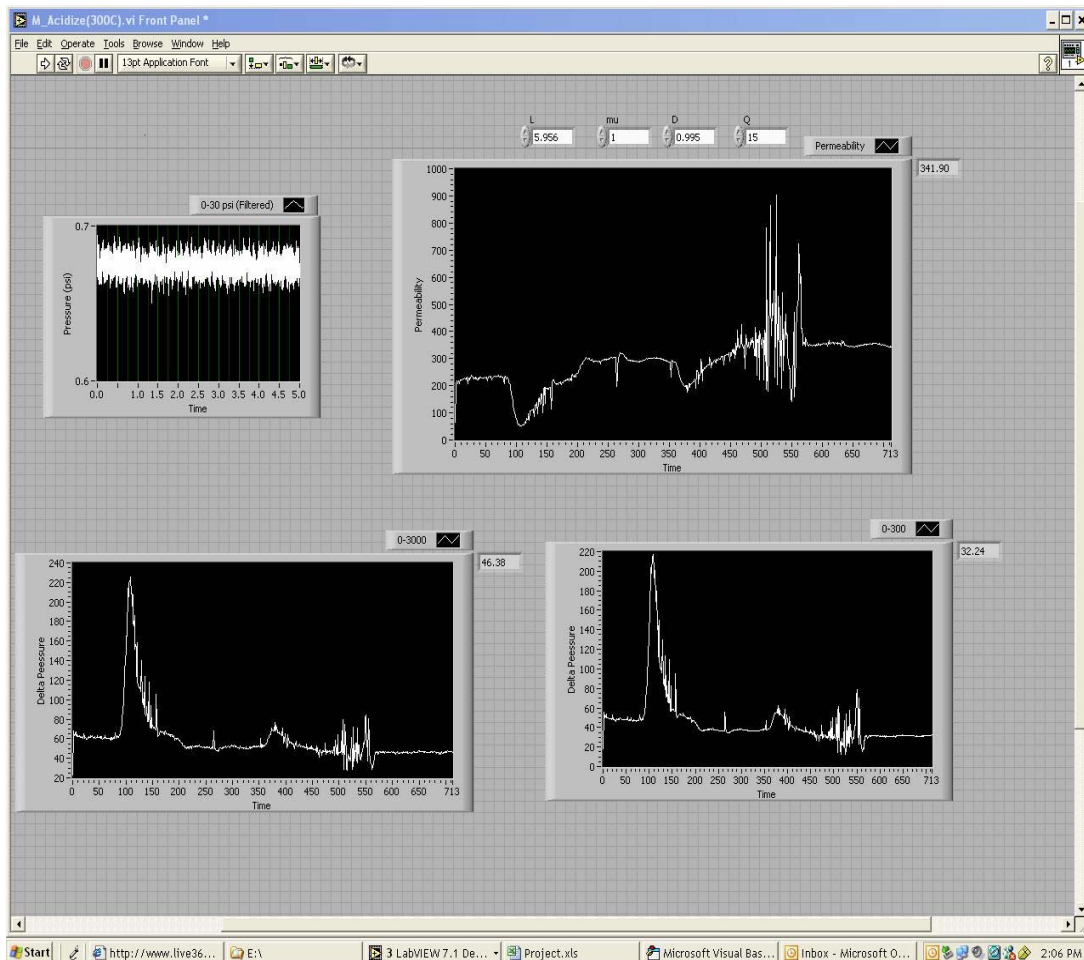 M_Acidize(300C).vi Front Panel *
File Edit Operate Tools Browse Window Help
13pt Application Font
1
L mu D Q
5.956 1 0.995 15
Permeability
341.90
1000
900
800
700
600
500
400
300
200
100
0
Permeability
0 50 100 150 200 250 300 350 400 450 500 550 600 650 713
Time
0-30 psi (Filtered)
0.7
0.6
Pressure (psi)
0.0 1.0 1.5 2.0 2.5 3.0 3.5 4.0 4.5 5.0
Time
0-3000
46.38
240
220
200
180
160
140
120
100
80
60
40
20
Delta Peessure
0 50 100 150 200 250 300 350 400 450 500 550 600 650 713
Time
0-300
32.24
220
200
180
160
140
120
100
80
60
40
20
0
Delta Peessure
0 50 100 150 200 250 300 350 400 450 500 550 600 650 713
Time
Start http://www.live36... E:\ 3 LabVIEW 7.1 De... Project.xls Microsoft Visual Bas... Inbox - Microsoft O... 2:06 PM